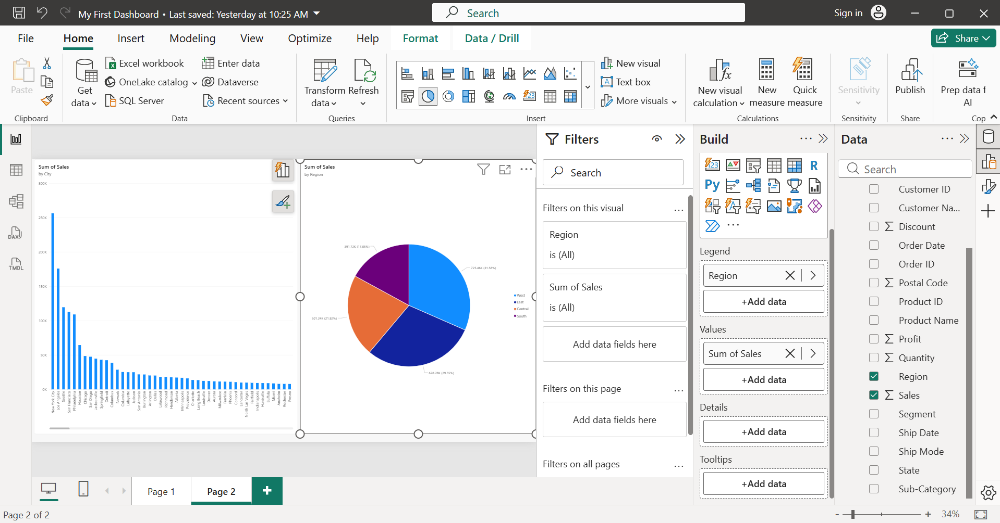 My First Dashboard • Last saved: Yesterday at 10:25 AM
Search
Sign in
File
Home
Insert
Modeling
View
Optimize
Help
Format
Data / Drill
Share
Paste
Clipboard
Get data
Excel workbook
OneLake catalog
SQL Server
Enter data
Dataverse
Recent sources
Data
Transform data
Refresh
Queries
New visual
Text box
More visuals
Insert
New visual calculation
New measure
Quick measure
Calculations
Sensitivity
Sensitivity
Publish
Share
Prep data f
AI
Cop
DAX
TMDL
Sum of Sales
by City
300K
250K
200K
150K
100K
50K
0K
New York City
Los Angeles
Seattle
San Francisco
Philadelphia
Houston
Chicago
San Diego
Jacksonville
Springfield
Detroit
Columbus
Newark
Columbia
Lafayette
Jackson
San Antonio
Burlington
Arlington
Dallas
Lakewood
Richmond
Henderson
Atlanta
Minneapolis
Providence
Charlotte
Long Beach
Louisville
Denver
Aurora
Milwaukee
Franklin
Phoenix
Concord
Lancaster
North Las Vegas
Fairfield
Indianapolis
Huntsville
Buffalo
Miami
Anaheim
Rochester
Fresno
Sum of Sales
by Region
391.72K (17.05%)
725.46K (31.58%)
501.24K (21.82%)
678.78K (29.55%)
West
East
Central
South
Filters
Search
Filters on this visual
Region
is (All)
Sum of Sales
is (All)
Add data fields here
Filters on this page
Add data fields here
Filters on all pages
Build
123
R
Py
Legend
Region
+Add data
Values
Sum of Sales
+Add data
Details
+Add data
Tooltips
+Add data
Data
Search
Customer ID
Customer Na...
Discount
Order Date
Order ID
Postal Code
Product ID
Product Name
Profit
Quantity
Region
Sales
Segment
Ship Date
Ship Mode
State
Sub-Category
Page 1
Page 2
Page 2 of 2
34%